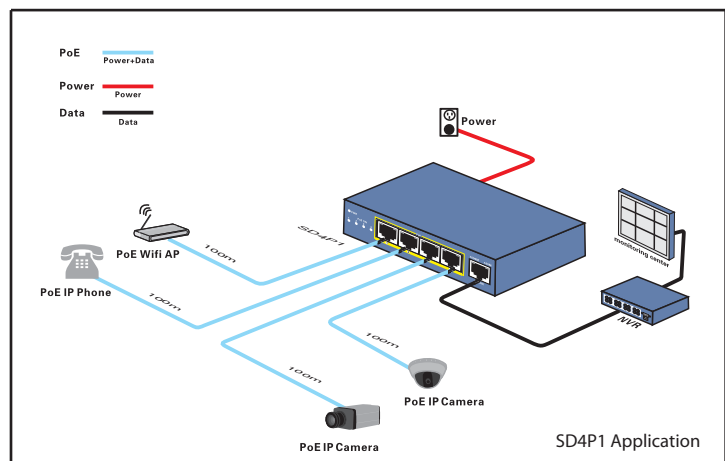 PoE
Power+Data
Power
Power
Data
Data
Power
SD4P1
PoE Wifi AP
100m
PoE IP Phone
100m
monitoring center
NVR
100m
PoE IP Camera
100m
PoE IP Camera
SD4P1 Application